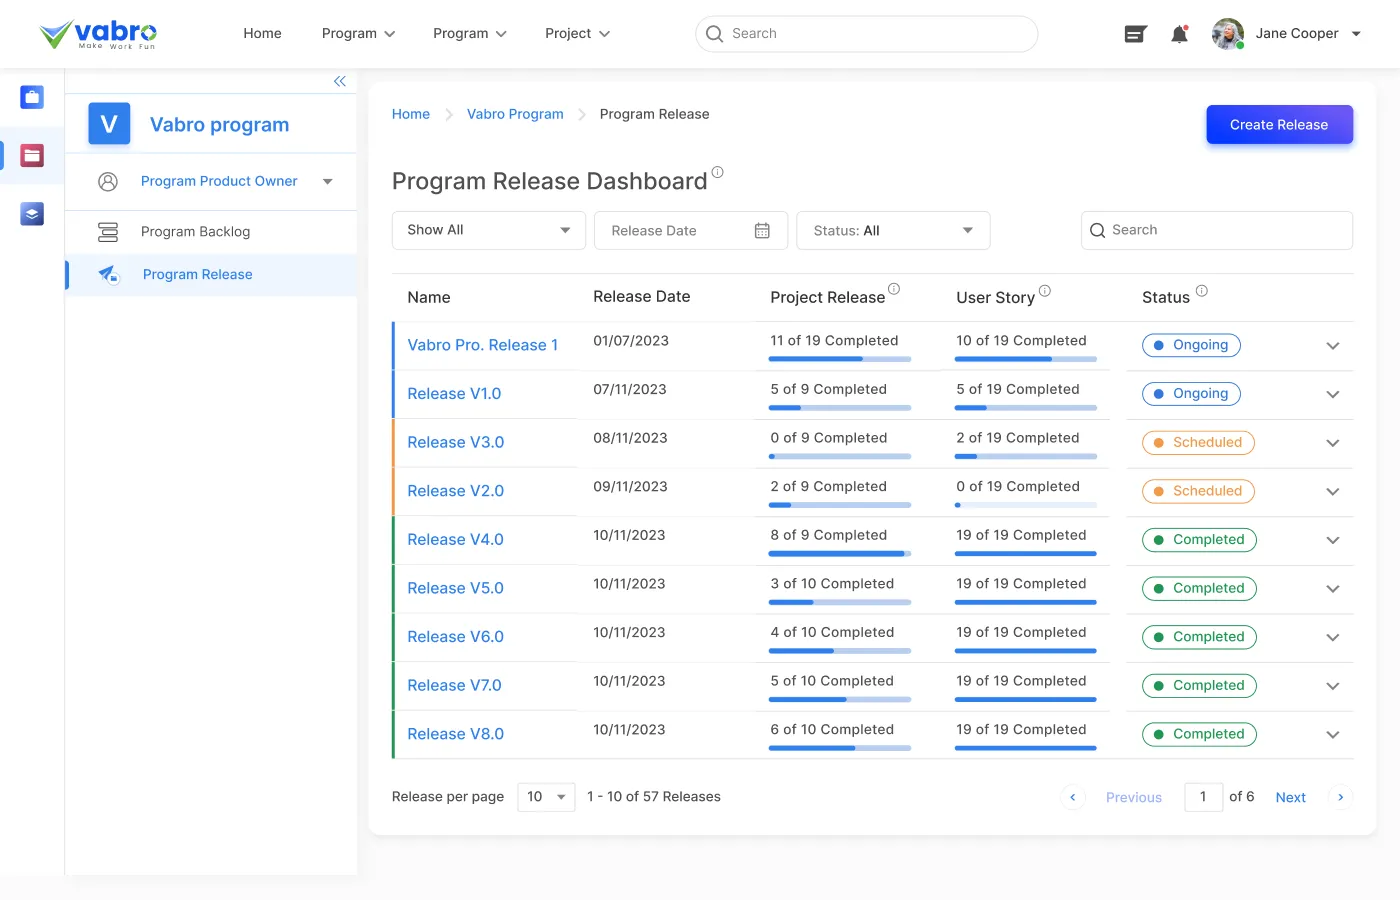 vabro
Make Work Fun
Home
Program
Program
Project
Search
Jane Cooper
V
Vabro program
Program Product Owner
Program Backlog
Program Release
Home
Vabro Program
Program Release
Create Release
Program Release Dashboard
Show All
Release Date
Status: All
Search
Name Release Date Project Release User Story Status
Vabro Pro. Release 1 01/07/2023 11 of 19 Completed 10 of 19 Completed Ongoing
Release V1.0 07/11/2023 5 of 9 Completed 5 of 19 Completed Ongoing
Release V3.0 08/11/2023 0 of 9 Completed 2 of 19 Completed Scheduled
Release V2.0 09/11/2023 2 of 9 Completed 0 of 19 Completed Scheduled
Release V4.0 10/11/2023 8 of 9 Completed 19 of 19 Completed Completed
Release V5.0 10/11/2023 3 of 10 Completed 19 of 19 Completed Completed
Release V6.0 10/11/2023 4 of 10 Completed 19 of 19 Completed Completed
Release V7.0 10/11/2023 5 of 10 Completed 19 of 19 Completed Completed
Release V8.0 10/11/2023 6 of 10 Completed 19 of 19 Completed Completed
Release per page 10 1 - 10 of 57 Releases
Previous 1 of 6 Next